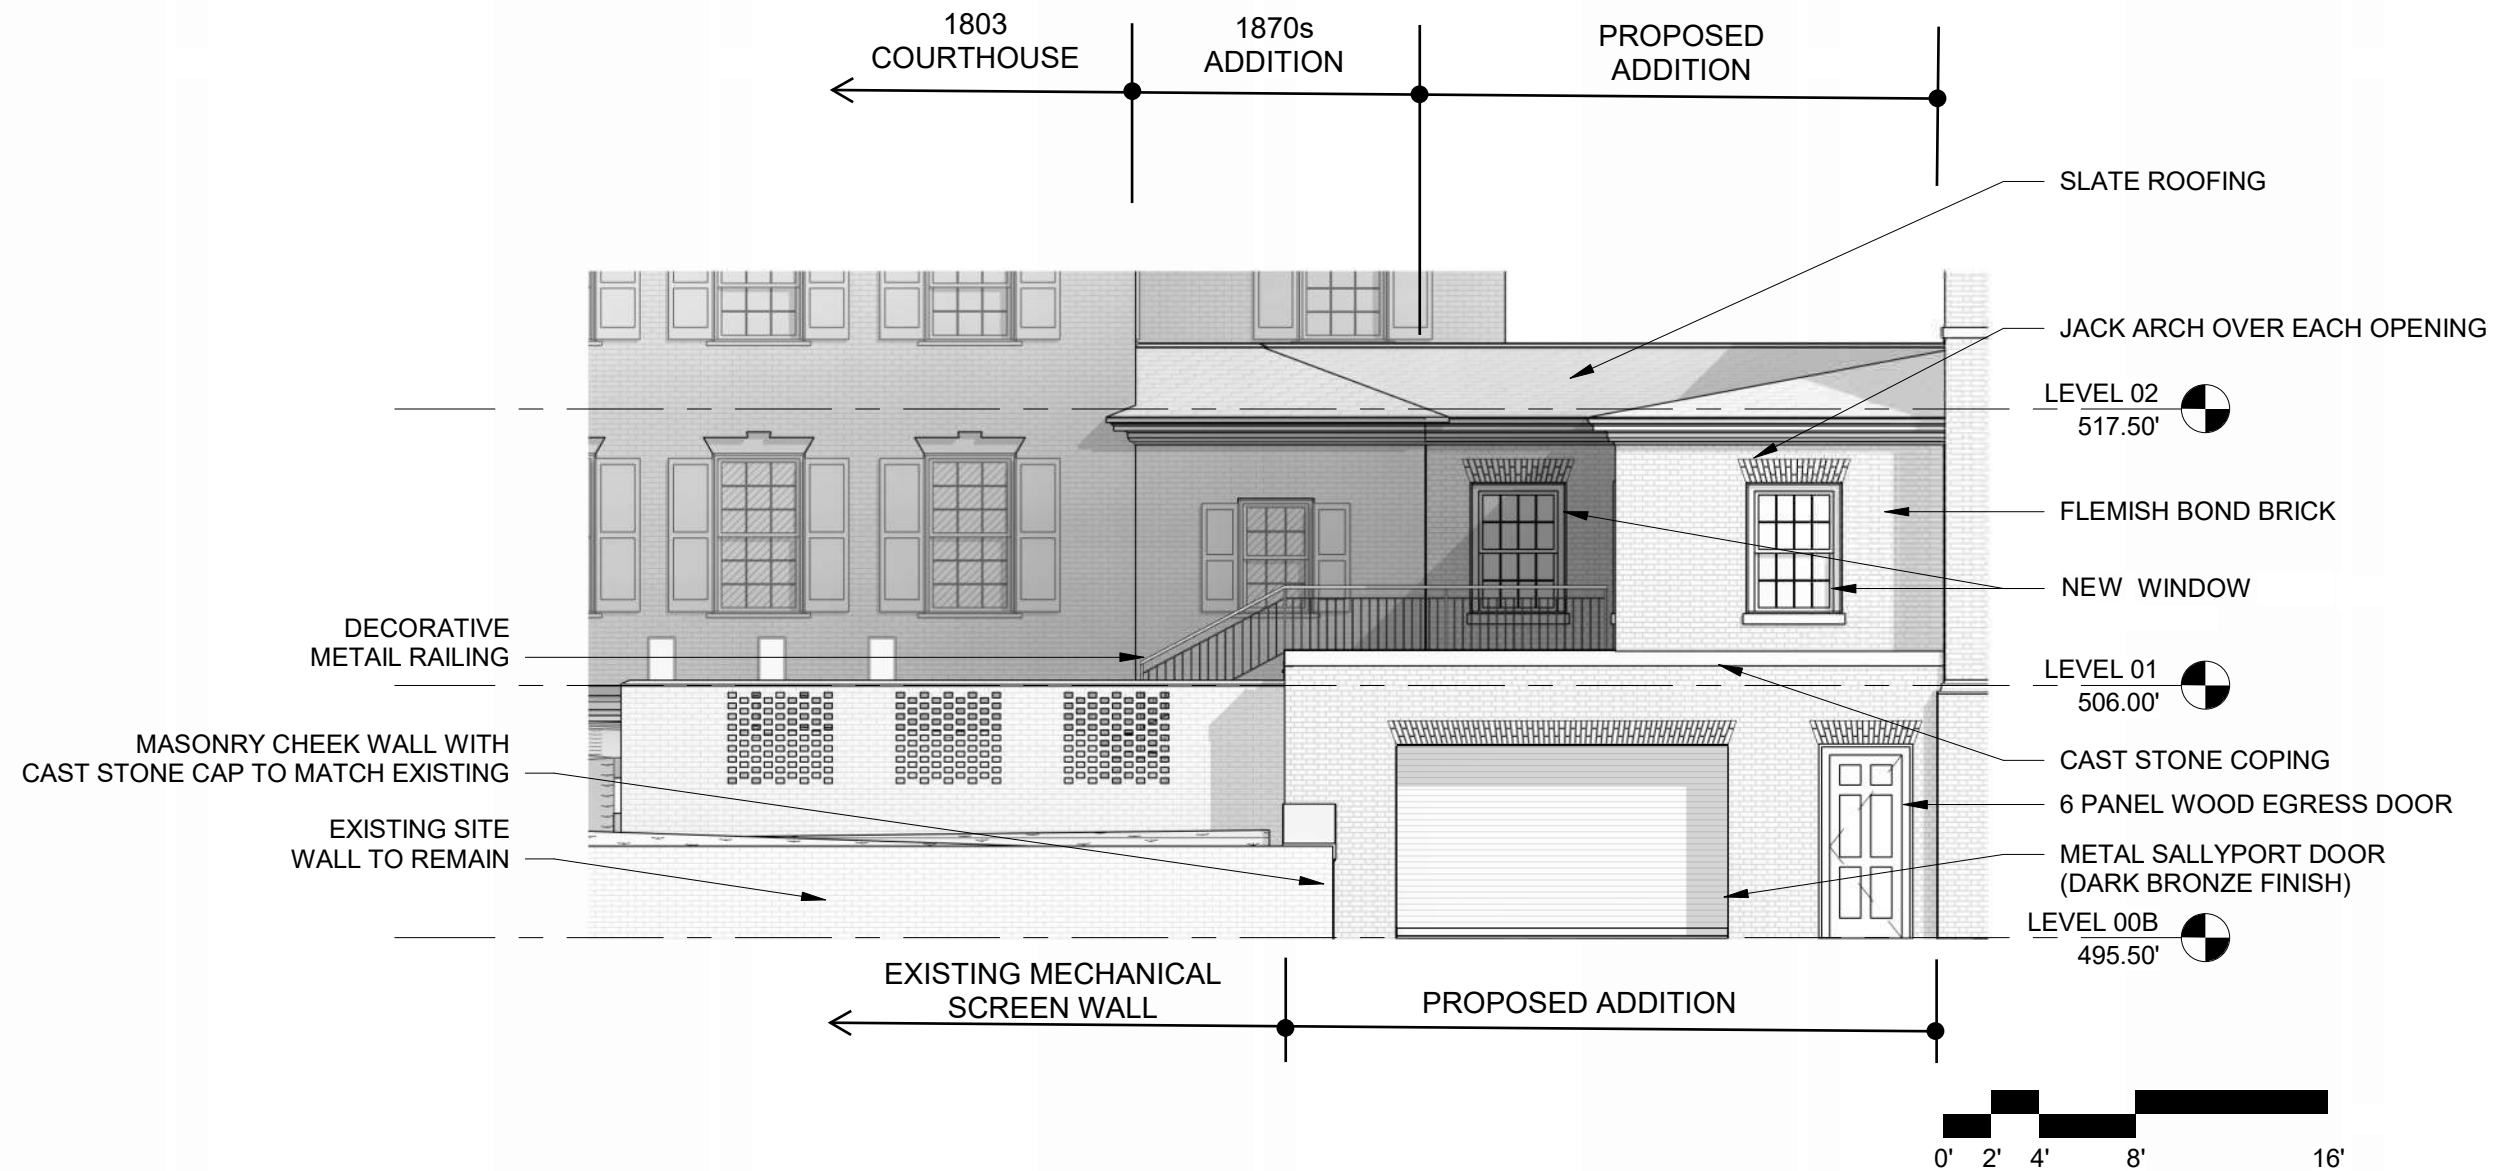 1803
COURTHOUSE
1870s
ADDITION
PROPOSED
ADDITION
SLATE ROOFING
JACK ARCH OVER EACH OPENING
LEVEL 02
517.50'
FLEMISH BOND BRICK
NEW WINDOW
DECORATIVE
METAIL RAILING
LEVEL 01
506.00'
MASONRY CHEEK WALL WITH
CAST STONE CAP TO MATCH EXISTING
CAST STONE COPING
6 PANEL WOOD EGRESS DOOR
EXISTING SITE
WALL TO REMAIN
METAL SALLYPORT DOOR
(DARK BRONZE FINISH)
LEVEL 00B
495.50'
EXISTING MECHANICAL
SCREEN WALL
PROPOSED ADDITION
0' 2' 4' 8' 16'